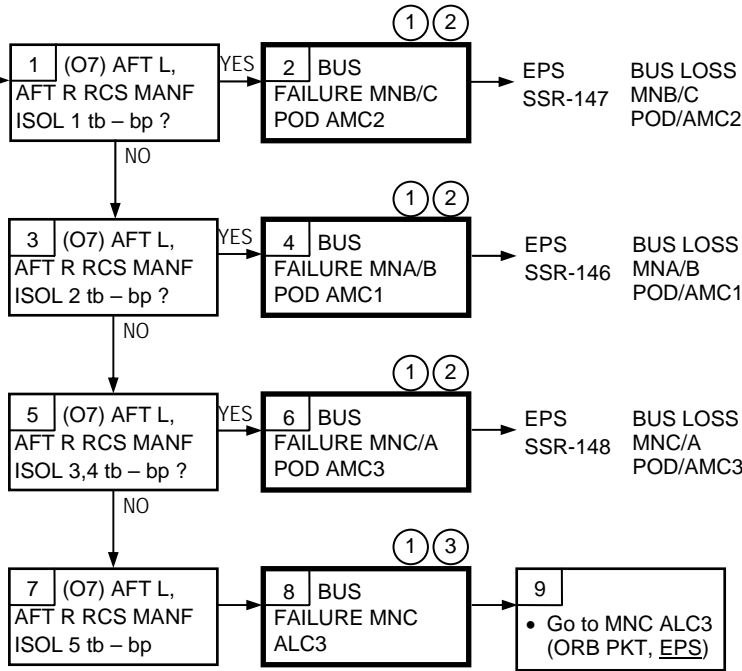 1 2
1 (O7) AFT L,
AFT R RCS MANF
ISOL 1 tb – bp ?
YES
2 BUS
FAILURE MNB/C
POD AMC2
EPS
SSR-147
BUS LOSS
MNB/C
POD/AMC2
NO
1 2
3 (O7) AFT L,
AFT R RCS MANF
ISOL 2 tb – bp ?
YES
4 BUS
FAILURE MNA/B
POD AMC1
EPS
SSR-146
BUS LOSS
MNA/B
POD/AMC1
NO
1 2
5 (O7) AFT L,
AFT R RCS MANF
ISOL 3,4 tb – bp ?
YES
6 BUS
FAILURE MNC/A
POD AMC3
EPS
SSR-148
BUS LOSS
MNC/A
POD/AMC3
NO
1 3
7 (O7) AFT L,
AFT R RCS MANF
ISOL 5 tb – bp
8 BUS
FAILURE MNC
ALC3
9
• Go to MNC ALC3
(ORB PKT, EPS)